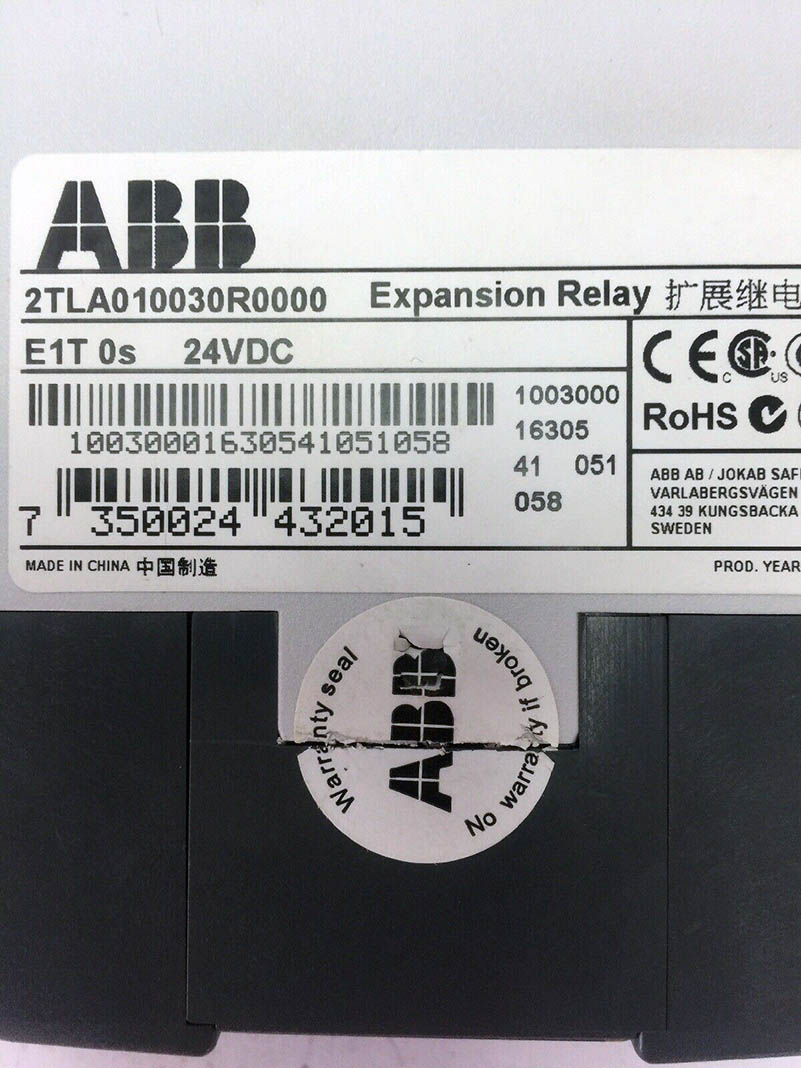 ABB
2TLA010030R0000 Expansion Relay 扩展继电
E1T 0s 24VDC
CE C US
10030001630541051058
1003000
16305
41 051
058
RoHS
7 350024 432015
ABB AB / JOKAB SAF
VARLABERGSVÄGEN
434 39 KUNGSBACKA
SWEDEN
MADE IN CHINA 中国制造
PROD. YEAR
Warranty seal
ABB
No warranty if broken